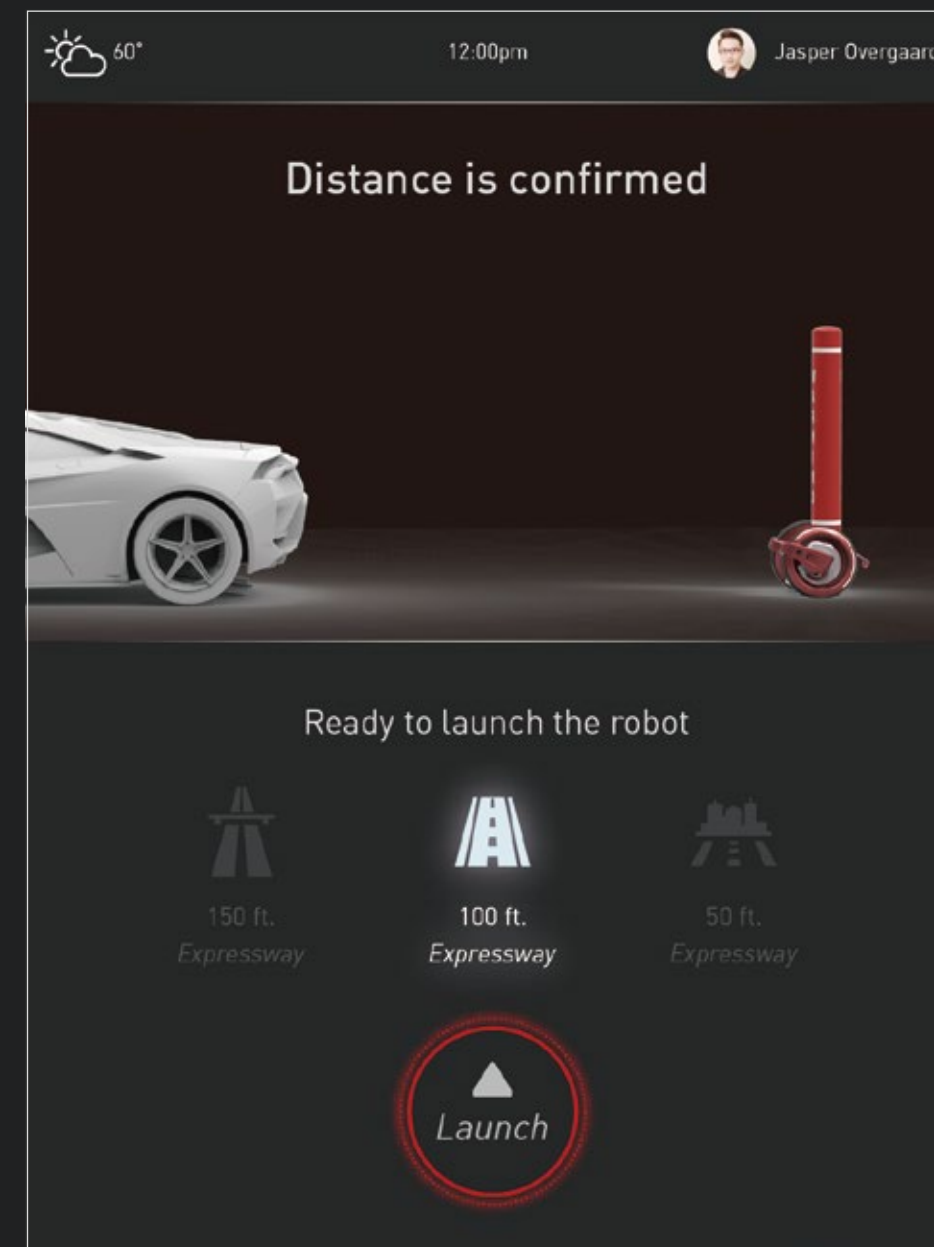 60°
12:00pm
Jasper Overgaard
Distance is confirmed
Ready to launch the robot
150 ft.
100 ft.
50 ft.
Expressway
Expressway
Expressway
Launch